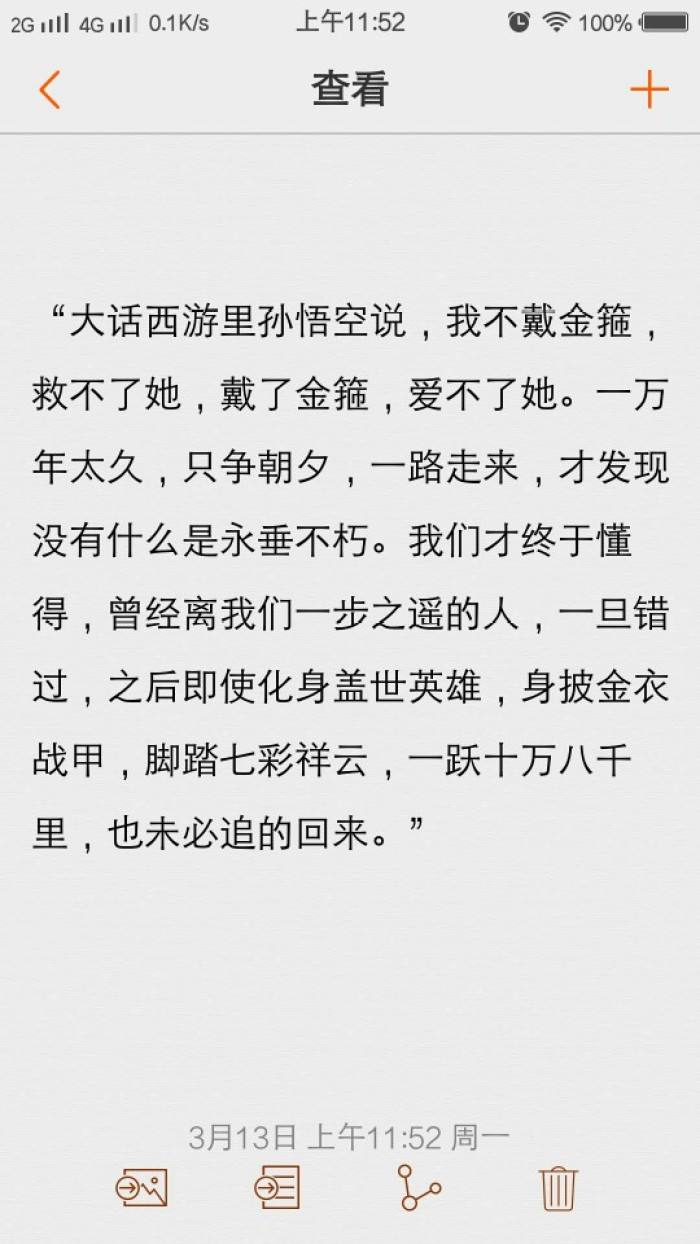 2G 4G 0.1K/s 上午11:52 100%
查看
“大话西游里孙悟空说，我不戴金箍，
救不了她，戴了金箍，爱不了她。一万
年太久，只争朝夕，一路走来，才发现
没有什么是永垂不朽。我们才终于懂
得，曾经离我们一步之遥的人，一旦错
过，之后即使化身盖世英雄，身披金衣
战甲，脚踏七彩祥云，一跃十万八千
里，也未必追的回来。”
3月13日 上午11:52 周一